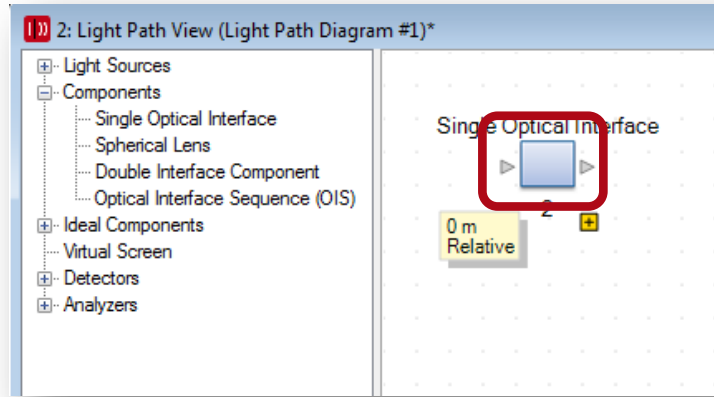 2: Light Path View (Light Path Diagram #1)*
Light Sources
Components
Single Optical Interface
Spherical Lens
Double Interface Component
Optical Interface Sequence (OIS)
Ideal Components
Virtual Screen
Detectors
Analyzers
Single Optical Interface
2
0 m
Relative